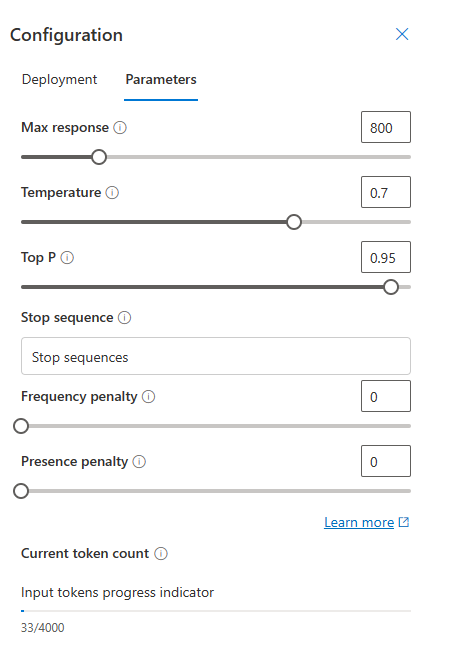 Configuration
Deployment Parameters
Max response 800
Temperature 0.7
Top P 0.95
Stop sequence
Stop sequences
Frequency penalty 0
Presence penalty 0
Learn more
Current token count
Input tokens progress indicator
33/4000